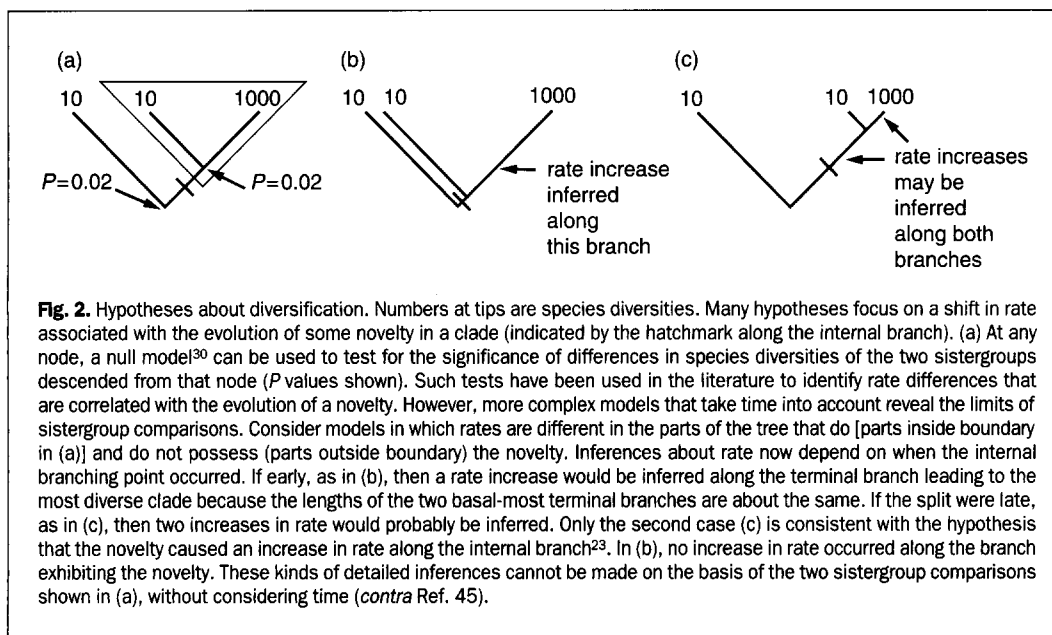 (a)
10 10 1000
P=0.02
P=0.02
(b)
10 10 1000
rate increase
inferred
along
this branch
(c)
10 10 1000
rate increases
may be
inferred
along both
branches
Fig. 2. Hypotheses about diversification. Numbers at tips are species diversities. Many hypotheses focus on a shift in rate
associated with the evolution of some novelty in a clade (indicated by the hatchmark along the internal branch). (a) At any
node, a null model³⁰ can be used to test for the significance of differences in species diversities of the two sistergroups
descended from that node (P values shown). Such tests have been used in the literature to identify rate differences that
are correlated with the evolution of a novelty. However, more complex models that take time into account reveal the limits of
sistergroup comparisons. Consider models in which rates are different in the parts of the tree that do [parts inside boundary
in (a)] and do not possess (parts outside boundary) the novelty. Inferences about rate now depend on when the internal
branching point occurred. If early, as in (b), then a rate increase would be inferred along the terminal branch leading to the
most diverse clade because the lengths of the two basal-most terminal branches are about the same. If the split were late,
as in (c), then two increases in rate would probably be inferred. Only the second case (c) is consistent with the hypothesis
that the novelty caused an increase in rate along the internal branch²³. In (b), no increase in rate occurred along the branch
exhibiting the novelty. These kinds of detailed inferences cannot be made on the basis of the two sistergroup comparisons
shown in (a), without considering time (contra Ref. 45).